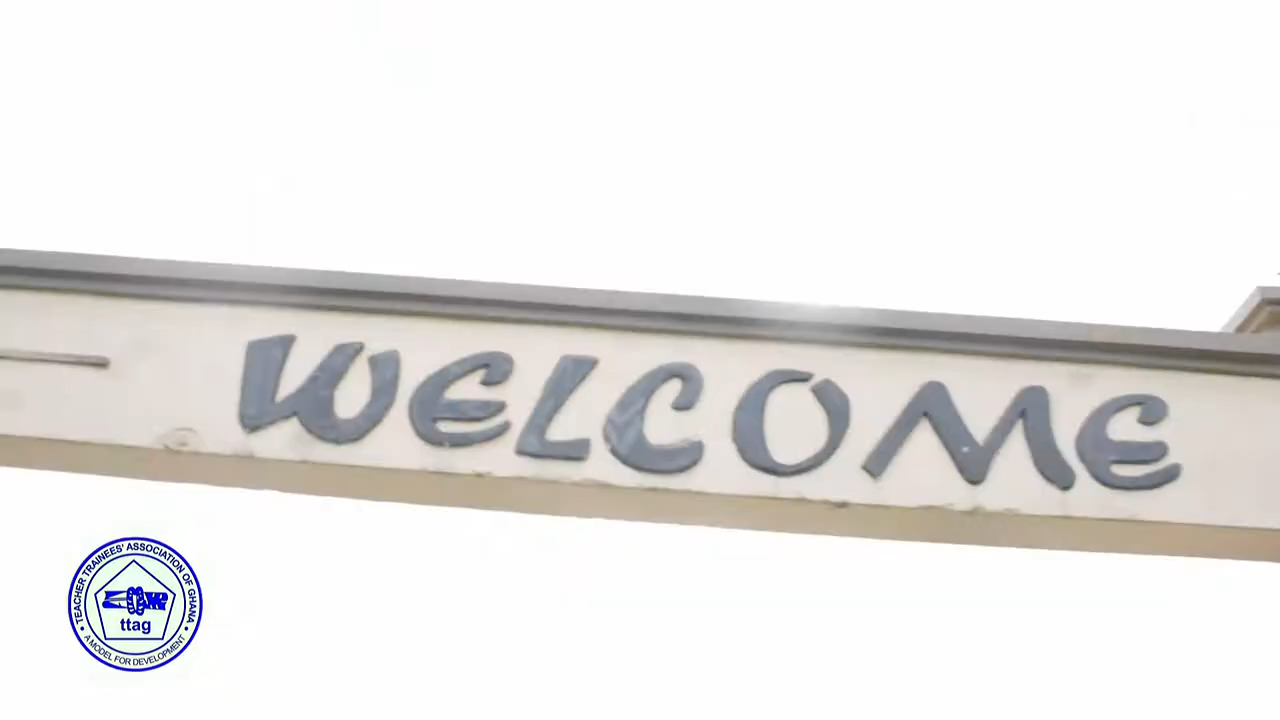 WELCOME
TEACHER TRAINEES' ASSOCIATION OF GHANA
ttag
A MODEL FOR DEVELOPMENT